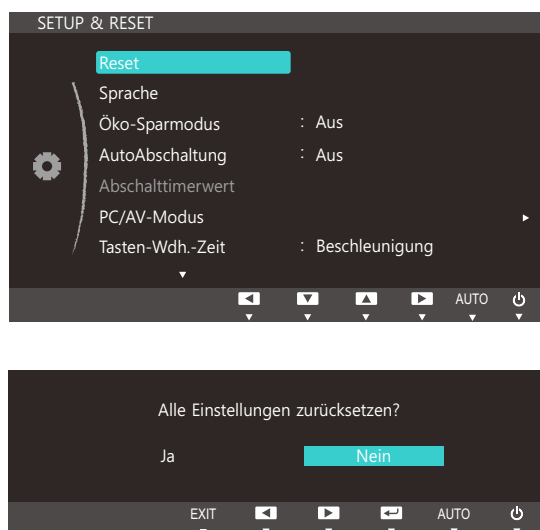 SETUP & RESET
Reset
Sprache
Öko-Sparmodus : Aus
AutoAbschaltung : Aus
Abschalttimerwert
PC/AV-Modus
Tasten-Wdh.-Zeit : Beschleunigung
AUTO
Alle Einstellungen zurücksetzen?
Ja Nein
EXIT AUTO